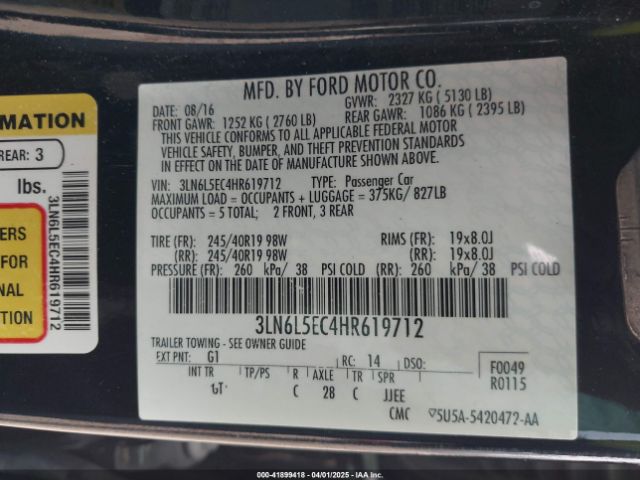 MFD. BY FORD MOTOR CO.
DATE: 08/16 GVWR: 2327 KG ( 5130 LB)
FRONT GAWR: 1252 KG ( 2760 LB) REAR GAWR: 1086 KG ( 2395 LB)
THIS VEHICLE CONFORMS TO ALL APPLICABLE FEDERAL MOTOR
VEHICLE SAFETY, BUMPER, AND THEFT PREVENTION STANDARDS
IN EFFECT ON THE DATE OF MANUFACTURE SHOWN ABOVE.
VIN: 3LN6L5EC4HR619712 TYPE: Passenger Car
MAXIMUM LOAD = OCCUPANTS + LUGGAGE = 375KG/ 827LB
OCCUPANTS = 5 TOTAL; 2 FRONT, 3 REAR
TIRE (FR): 245/40R19 98W RIMS (FR): 19x8.0J
(RR): 245/40R19 98W (RR): 19x8.0J
PRESSURE (FR): 260 kPa/ 38 PSI COLD (RR): 260 kPa/ 38 PSI COLD
3LN6L5EC4HR619712
TRAILER TOWING - SEE OWNER GUIDE
EXT PNT: G1 RC: 14 DSO: F0049
INT TR TP/PS R AXLE TR SPR R0115
C 28 C JJEE
CMC 5U5A-5420472-AA
RMATION
REAR: 3
lbs.
ERS
FOR
NAL
3LN6L5EC4HR619712
000-41899418 - 04/01/2025 - IAAI.CA